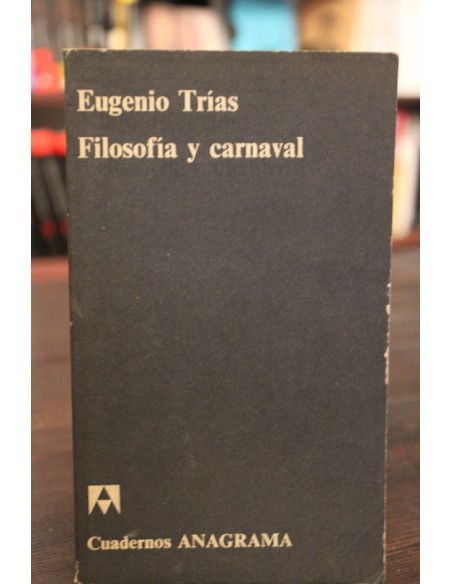 Eugenio Trías
Filosofía y carnaval
Cuadernos ANAGRAMA